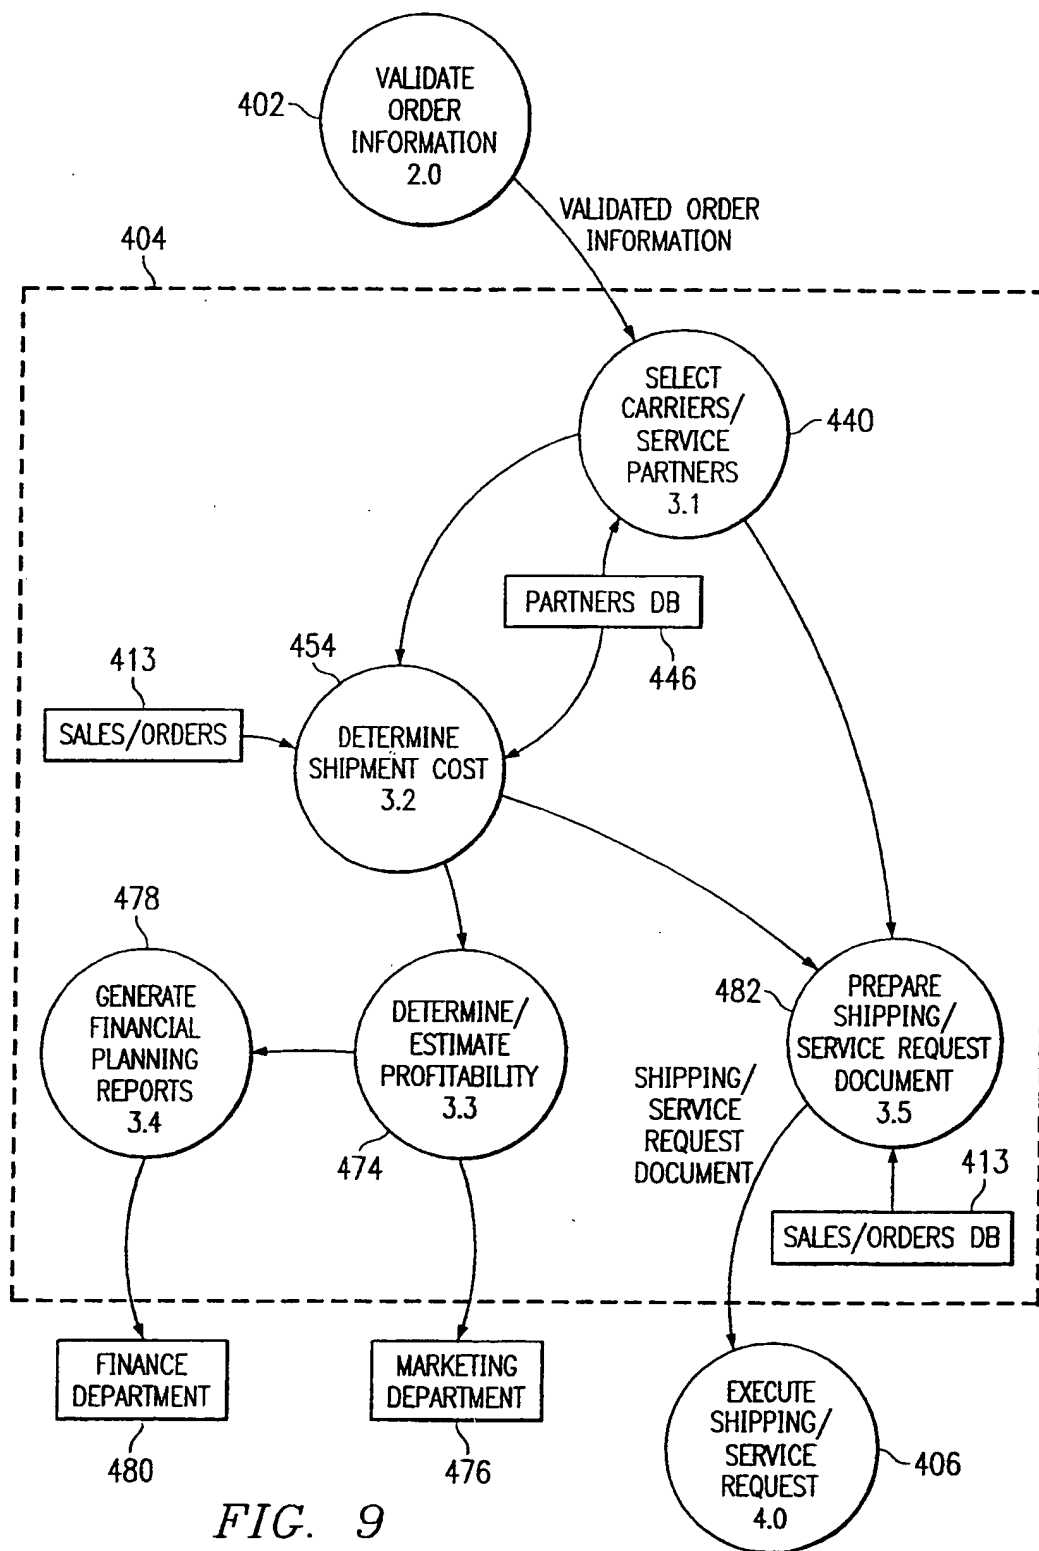 VALIDATE
ORDER
INFORMATION
2.0
402
VALIDATED ORDER
INFORMATION
404
SELECT
CARRIERS/
SERVICE
PARTNERS
3.1
440
PARTNERS DB
446
454
413
SALES/ORDERS
DETERMINE
SHIPMENT COST
3.2
478
GENERATE
FINANCIAL
PLANNING
REPORTS
3.4
DETERMINE/
ESTIMATE
PROFITABILITY
3.3
474
482
PREPARE
SHIPPING/
SERVICE REQUEST
DOCUMENT
3.5
SHIPPING/
SERVICE
REQUEST
DOCUMENT
413
SALES/ORDERS DB
FINANCE
DEPARTMENT
480
MARKETING
DEPARTMENT
476
EXECUTE
SHIPPING/
SERVICE
REQUEST
4.0
406
FIG. 9